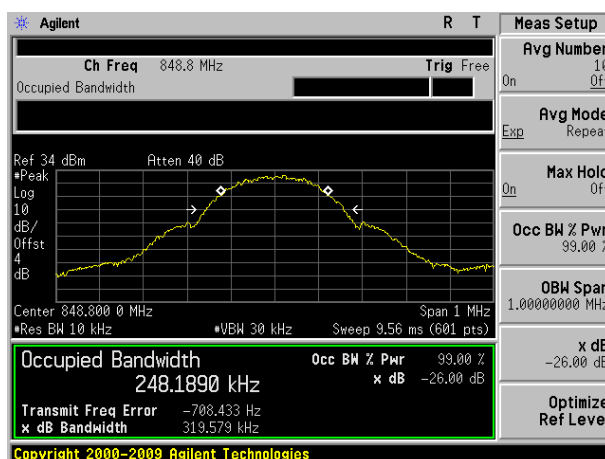 Agilent R T
Ch Freq 848.8 MHz Trig Free
Occupied Bandwidth
Ref 34 dBm Atten 40 dB
#Peak
Log
10
dB/
Offst
4
dB
Center 848.800 0 MHz Span 1 MHz
#Res BW 10 kHz #VBW 30 kHz Sweep 9.56 ms (601 pts)
Occupied Bandwidth Occ BW % Pwr 99.00 %
248.1890 kHz x dB -26.00 dB
Transmit Freq Error -708.433 Hz
x dB Bandwidth 319.579 kHz
Copyright 2000-2009 Agilent Technologies
Meas Setup
Avg Number
10
On Off
Avg Mode
Exp Repeat
Max Hold
On Off
Occ BW % Pwr
99.00 %
OBW Span
1.00000000 MHz
x dB
-26.00 dB
Optimize
Ref Level